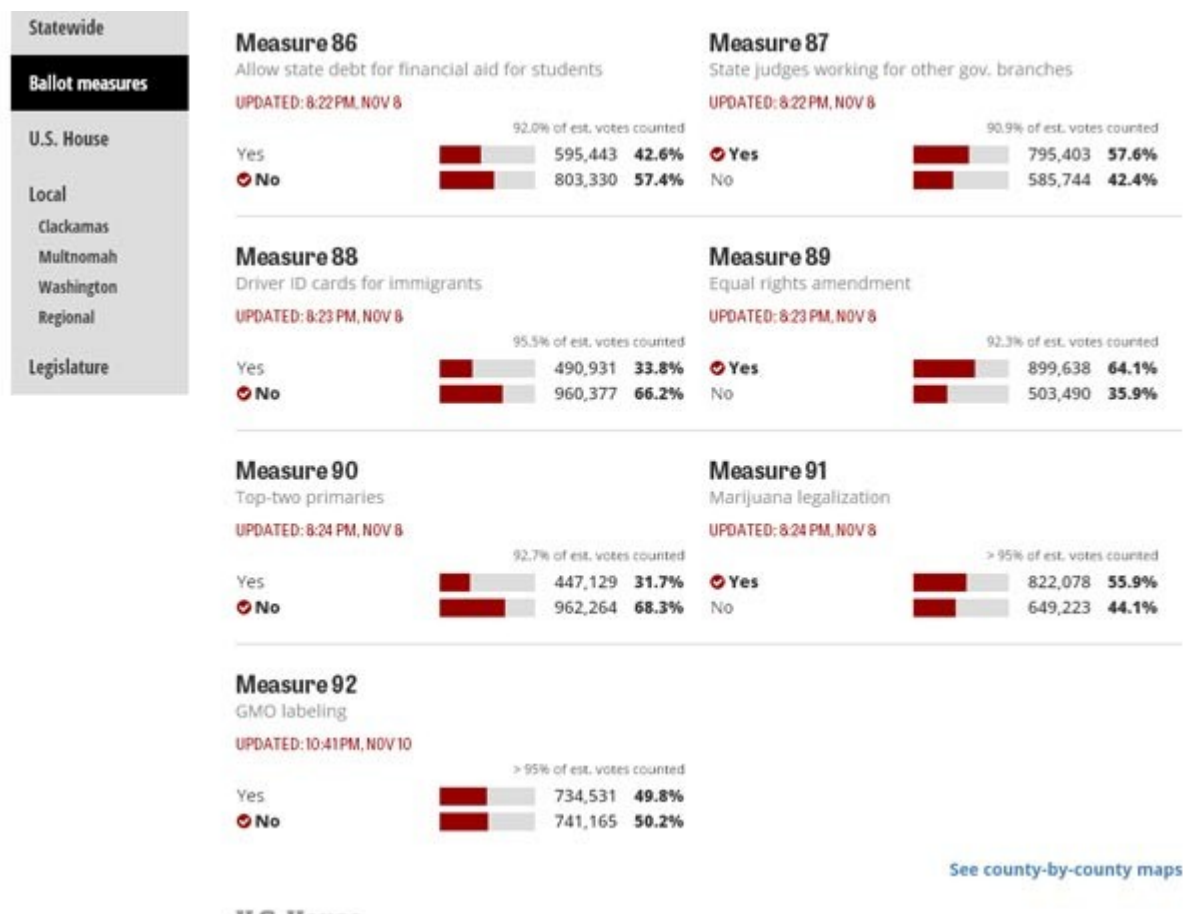 Statewide
Ballot measures
U.S. House
Local
Clackamas
Multnomah
Washington
Regional
Legislature
Measure 86
Allow state debt for financial aid for students
UPDATED: 8:22 PM, NOV 8
92.0% of est. votes counted
Yes 595,443 42.6%
No 803,330 57.4%
Measure 87
State judges working for other gov. branches
UPDATED: 8:22 PM, NOV 8
90.9% of est. votes counted
Yes 795,403 57.6%
No 585,744 42.4%
Measure 88
Driver ID cards for immigrants
UPDATED: 8:23 PM, NOV 8
95.5% of est. votes counted
Yes 490,931 33.8%
No 960,377 66.2%
Measure 89
Equal rights amendment
UPDATED: 8:23 PM, NOV 8
92.3% of est. votes counted
Yes 899,638 64.1%
No 503,490 35.9%
Measure 90
Top-two primaries
UPDATED: 8:24 PM, NOV 8
92.7% of est. votes counted
Yes 447,129 31.7%
No 962,264 68.3%
Measure 91
Marijuana legalization
UPDATED: 8:24 PM, NOV 8
> 95% of est. votes counted
Yes 822,078 55.9%
No 649,223 44.1%
Measure 92
GMO labeling
UPDATED: 10:41 PM, NOV 10
> 95% of est. votes counted
Yes 734,531 49.8%
No 741,165 50.2%
See county-by-county maps